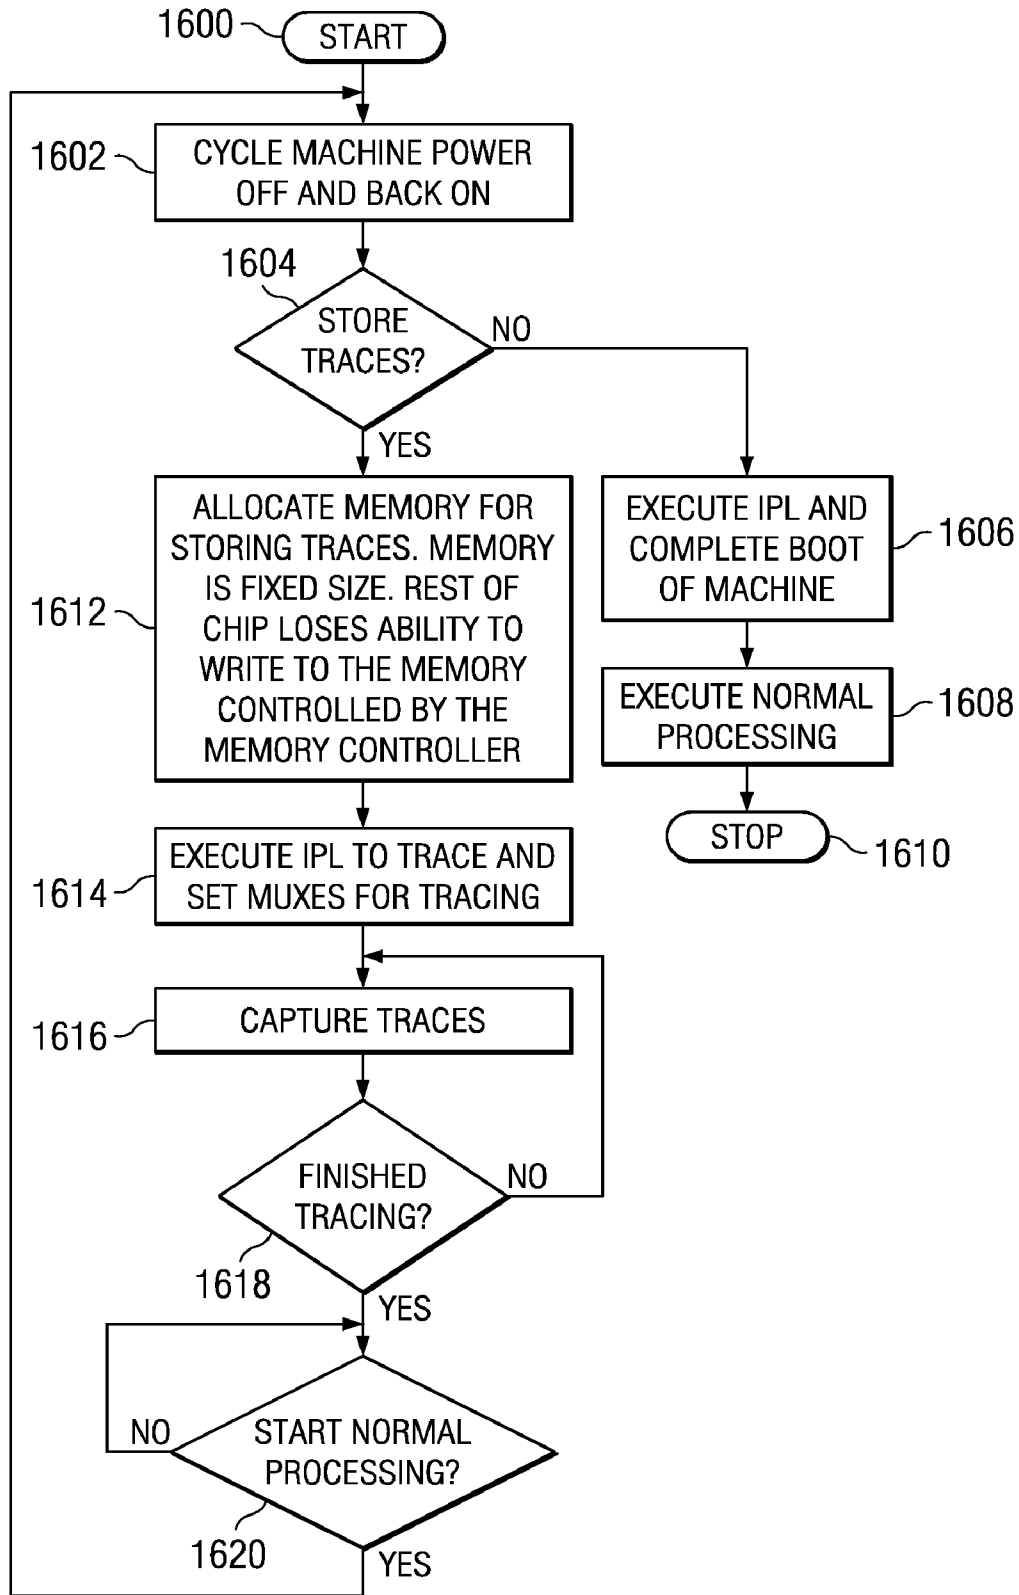 1600
START
1602
CYCLE MACHINE POWER
OFF AND BACK ON
1604
STORE
TRACES?
NO
YES
1612
ALLOCATE MEMORY FOR
STORING TRACES. MEMORY
IS FIXED SIZE. REST OF
CHIP LOSES ABILITY TO
WRITE TO THE MEMORY
CONTROLLED BY THE
MEMORY CONTROLLER
EXECUTE IPL AND
COMPLETE BOOT
OF MACHINE
1606
EXECUTE NORMAL
PROCESSING
1608
STOP
1610
1614
EXECUTE IPL TO TRACE AND
SET MUXES FOR TRACING
1616
CAPTURE TRACES
FINISHED
TRACING?
NO
1618
YES
NO
START NORMAL
PROCESSING?
1620
YES